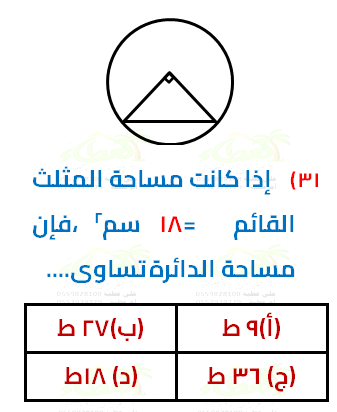 ٣١) إذا كانت مساحة المثلث
القائم =١٨ سم٢ ،فإن
مساحة الدائرة تساوى....
(أ)٩ ط (ب)٢٧ ط
(ج) ٣٦ ط (د) ١٨ط